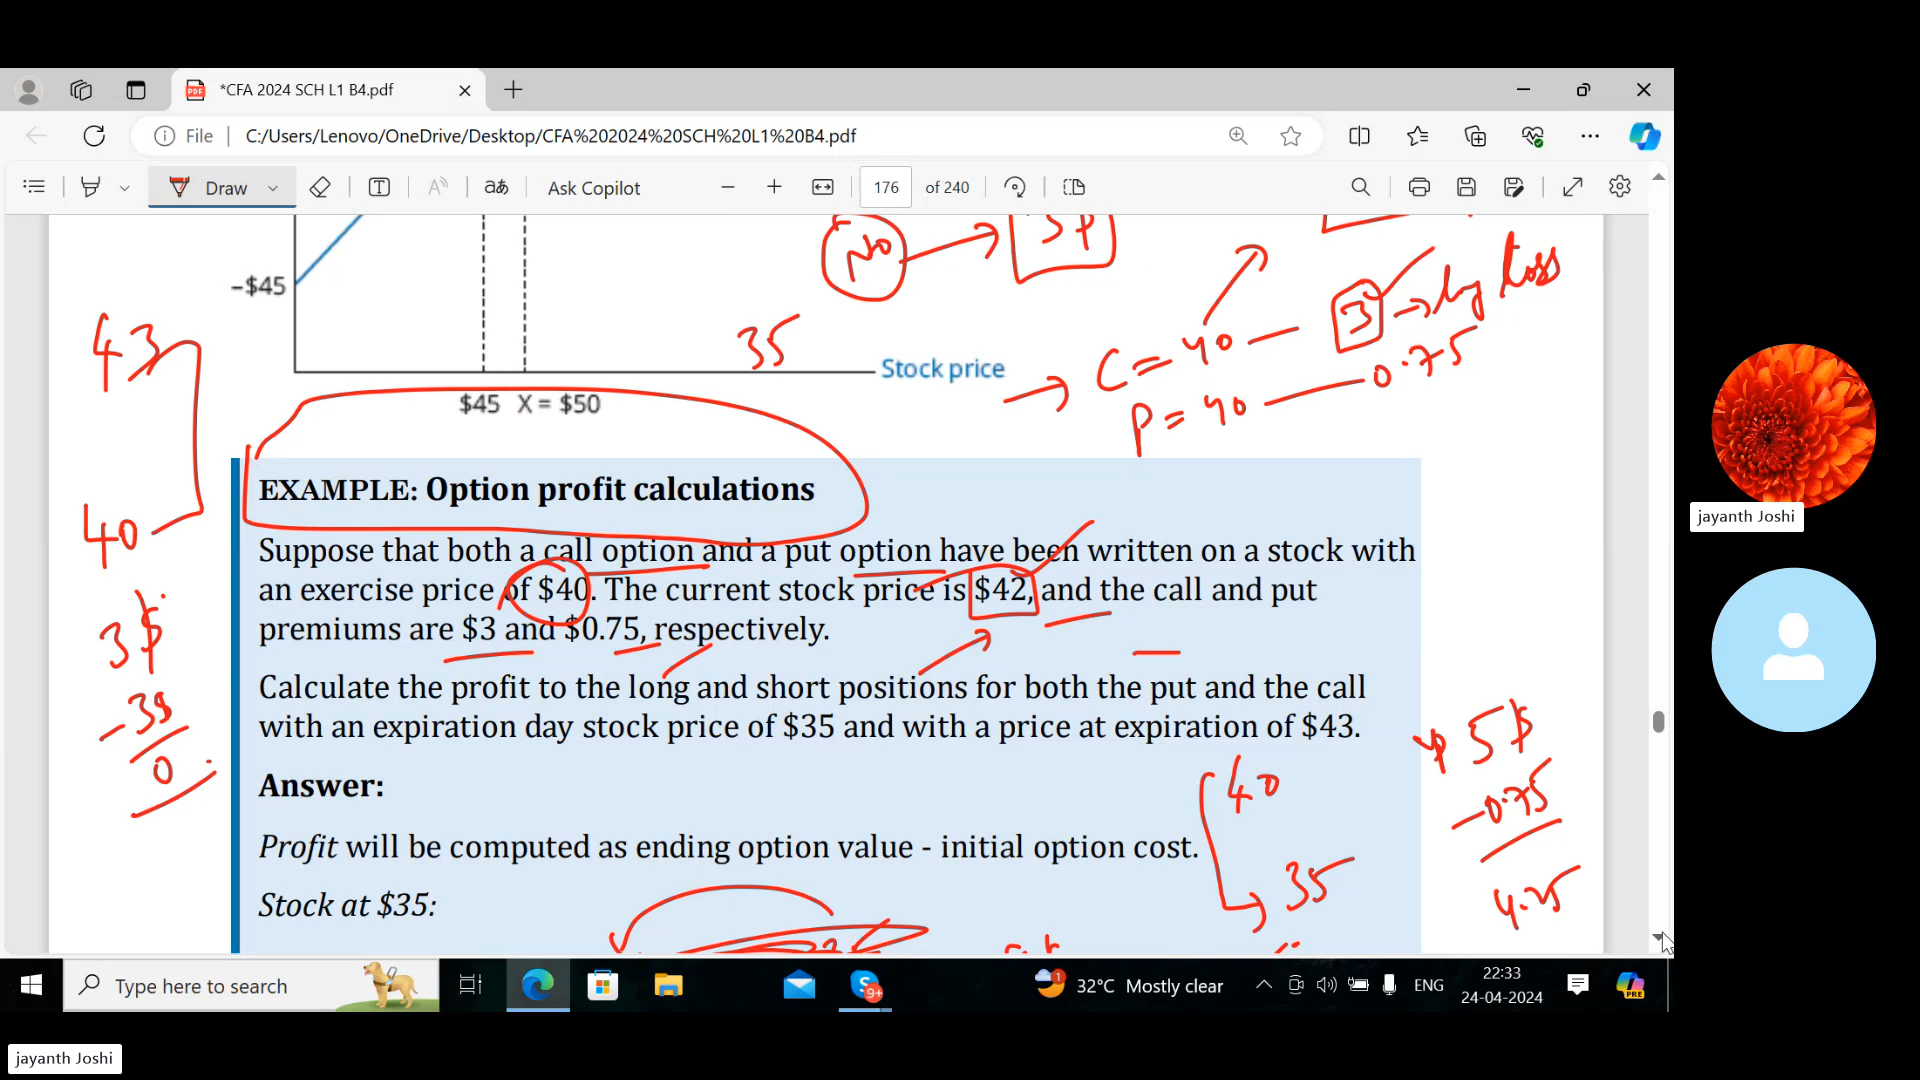 *CFA 2024 SCH L1 B4.pdf
File
C:/Users/Lenovo/OneDrive/Desktop/CFA%202024%20SCH%20L1%20B4.pdf
Draw
Ask Copilot
176 of 240
No
SP
-$45
Loss
43
35
3
C = 40
0.75
P = 40
Stock price
$45 X = $50
EXAMPLE: Option profit calculations
40
Suppose that both a call option and a put option have been written on a stock with
an exercise price of $40. The current stock price is $42, and the call and put
premiums are $3 and $0.75, respectively.
3$
Calculate the profit to the long and short positions for both the put and the call
with an expiration day stock price of $35 and with a price at expiration of $43.
-3$
0
5$
-0.75
4.25
Answer:
40
Profit will be computed as ending option value - initial option cost.
35
Stock at $35:
jayanth Joshi
Type here to search
9+
1
32°C Mostly clear
ENG
22:33
24-04-2024
PRE
jayanth Joshi